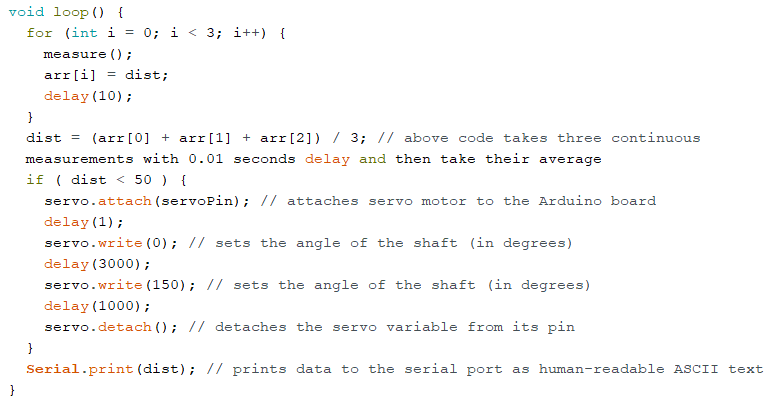 void loop() {
  for (int i = 0; i < 3; i++) {
    measure();
    arr[i] = dist;
    delay(10);
  }
  dist = (arr[0] + arr[1] + arr[2]) / 3; // above code takes three continuous
  measurements with 0.01 seconds delay and then take their average
  if ( dist < 50 ) {
    servo.attach(servoPin); // attaches servo motor to the Arduino board
    delay(1);
    servo.write(0); // sets the angle of the shaft (in degrees)
    delay(3000);
    servo.write(150); // sets the angle of the shaft (in degrees)
    delay(1000);
    servo.detach(); // detaches the servo variable from its pin
  }
  Serial.print(dist); // prints data to the serial port as human-readable ASCII text
}